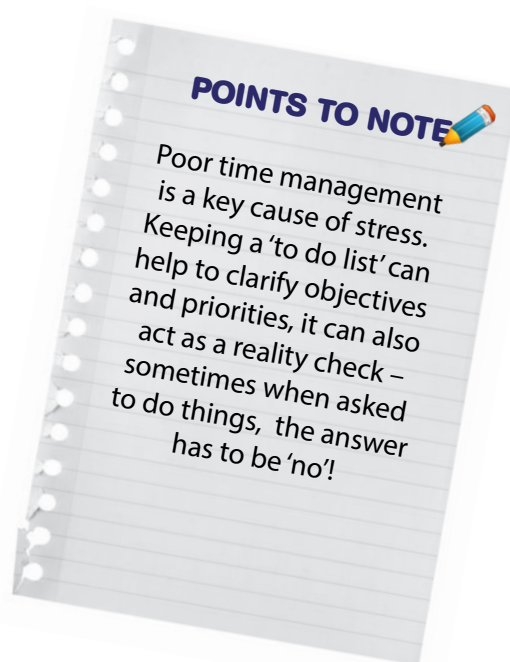 POINTS TO NOTE
Poor time management
is a key cause of stress.
Keeping a ‘to do list’ can
help to clarify objectives
and priorities, it can also
act as a reality check –
sometimes when asked
to do things,  the answer
has to be ‘no’!